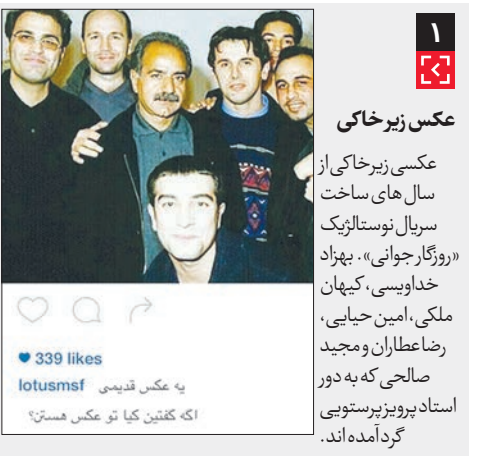 ۱
عکس زیرخاکی
عکسی زیرخاکی از
سال های ساخت
سریال نوستالژیک
«روزگار جوانی». بهزاد
خداویسی، کیهان
ملکی، امین حیایی،
رضا عطاران و مجید
صالحی که به دور
استاد پرویز پرستویی
گرد آمده اند.
339 likes
lotusmsf یه عکس قدیمی
اگه گفتین کیا تو عکس هستن؟